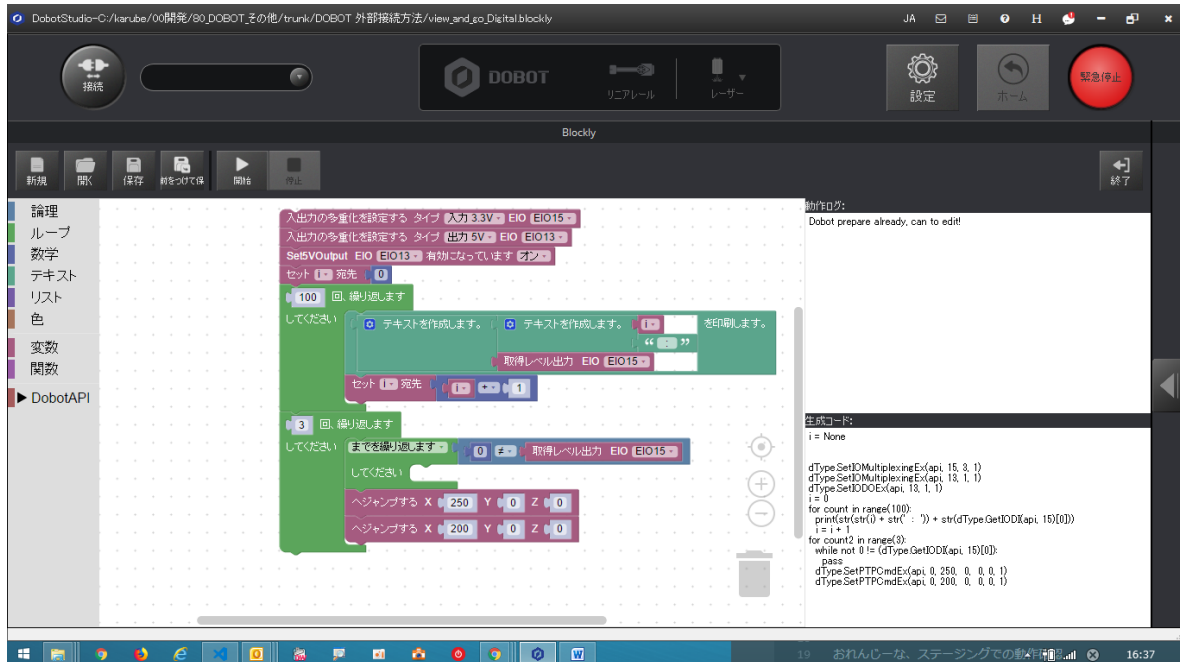 DobotStudio-C:/karube/00開発/80_DOBOT_その他/trunk/DOBOT 外部接続方法/view_and_go_Digital.blockly
JA
H
接続
DOBOT
リニアレール
レーザー
設定
ホーム
緊急停止
Blockly
新規
開く
保存
前をつけて保
開始
停止
終了
論理
ループ
数学
テキスト
リスト
色
変数
関数
▶ DobotAPI
入出力の多重化を設定する タイプ 入力 3.3V EIO EIO15
入出力の多重化を設定する タイプ 出力 5V EIO EIO13
Set5VOutput EIO EIO13 有効になっています オン
セット i 宛先 0
100 回、繰り返します
してください
テキストを作成します。 テキストを作成します。 i を印刷します。
“ : ”
取得レベル出力 EIO EIO15
セット i 宛先 i + 1
3 回、繰り返します
してください
までを繰り返します 0 ≠ 取得レベル出力 EIO EIO15
してください
へジャンプする X 250 Y 0 Z 0
へジャンプする X 200 Y 0 Z 0
動作ログ:
Dobot prepare already, can to edit!
生成コード:
i = None
dType.SetIOMultiplexingEx(api, 15, 3, 1)
dType.SetIOMultiplexingEx(api, 13, 1, 1)
dType.SetIODOEx(api, 13, 1, 1)
i = 0
for count in range(100):
print(str(str(i) + str(' : ')) + str(dType.GetIODI(api, 15)[0]))
i = i + 1
for count2 in range(3):
while not 0 != (dType.GetIODI(api, 15)[0]):
pass
dType.SetPTPCmdEx(api, 0, 250, 0, 0, 0, 1)
dType.SetPTPCmdEx(api, 0, 200, 0, 0, 0, 1)
19 おれんじーな、ステージングでの動作
16:37